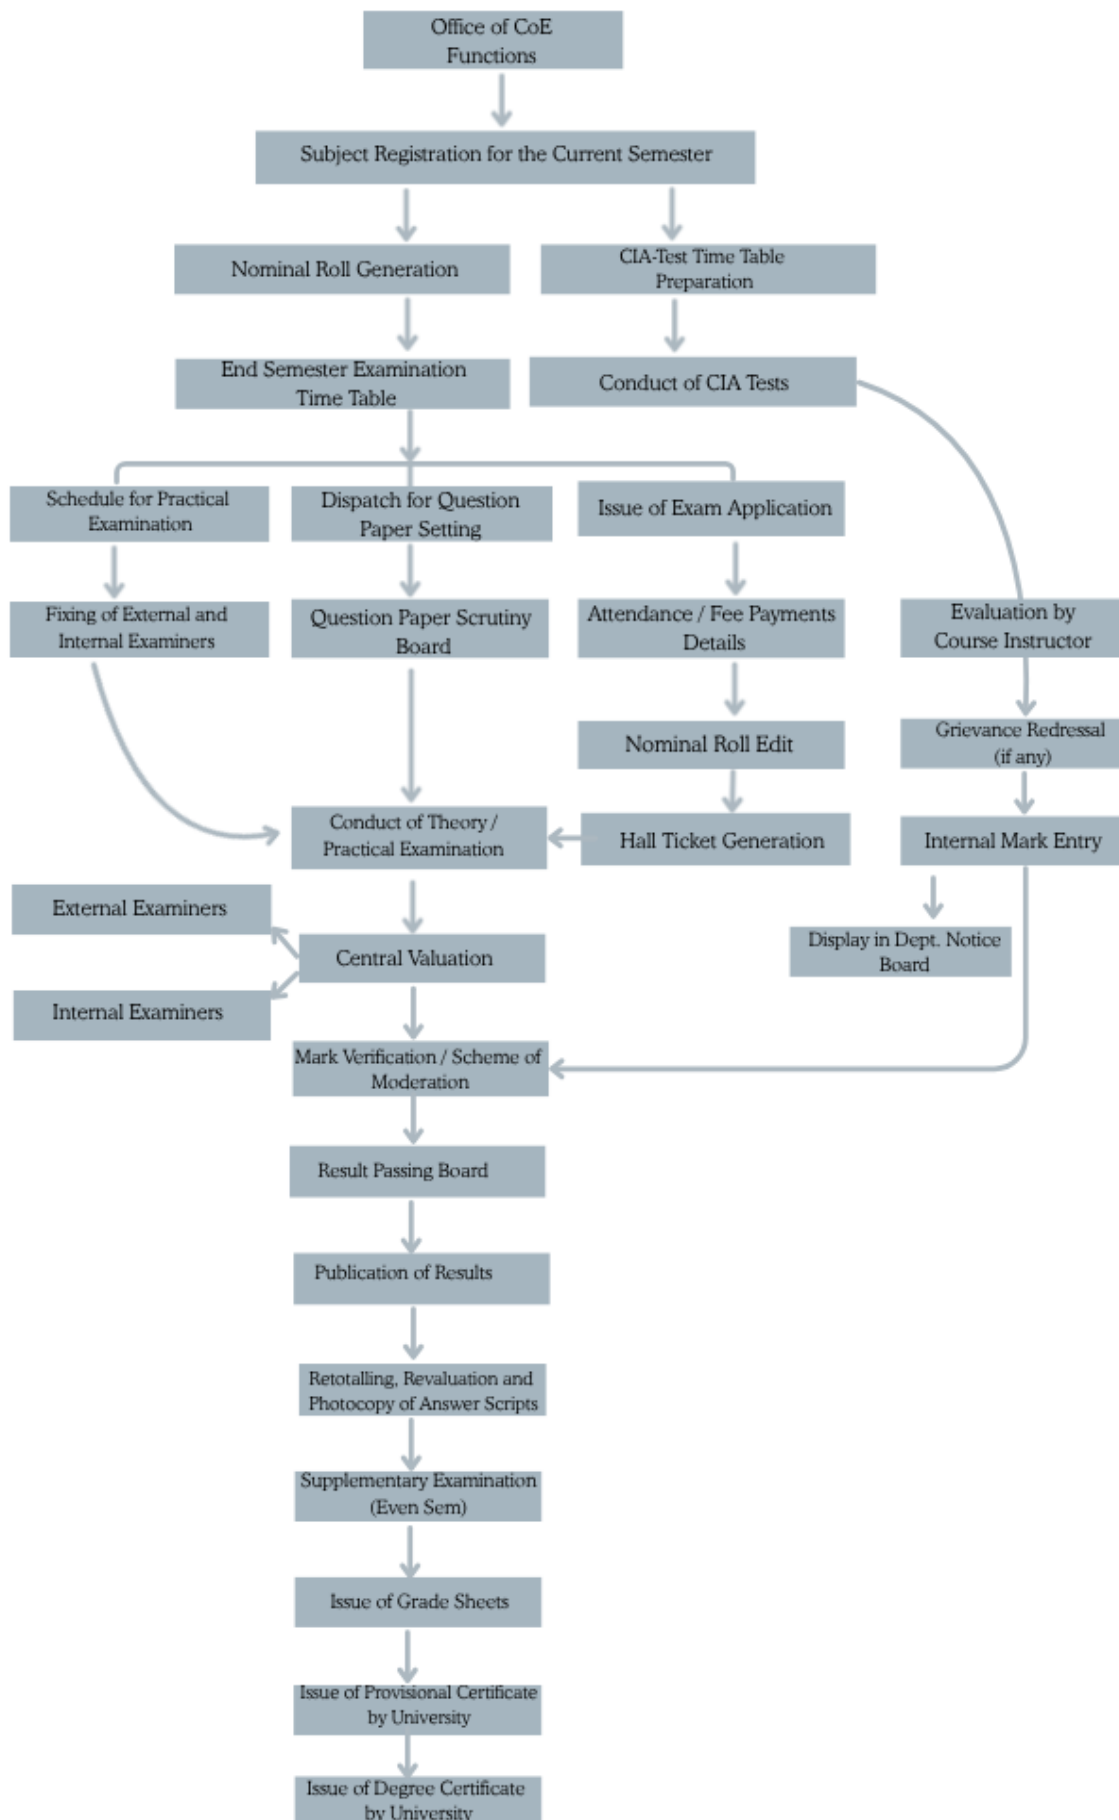 Office of CoE
Functions
Subject Registration for the Current Semester
Nominal Roll Generation
CIA-Test Time Table
Preparation
End Semester Examination
Time Table
Conduct of CIA Tests
Schedule for Practical
Examination
Dispatch for Question
Paper Setting
Issue of Exam Application
Fixing of External and
Internal Examiners
Question Paper Scrutiny
Board
Attendance / Fee Payments
Details
Evaluation by
Course Instructor
Nominal Roll Edit
Grievance Redressal
(if any)
Conduct of Theory /
Practical Examination
Hall Ticket Generation
Internal Mark Entry
External Examiners
Central Valuation
Display in Dept. Notice
Board
Internal Examiners
Mark Verification / Scheme of
Moderation
Result Passing Board
Publication of Results
Retotalling, Revaluation and
Photocopy of Answer Scripts
Supplementary Examination
(Even Sem)
Issue of Grade Sheets
Issue of Provisional Certificate
by University
Issue of Degree Certificate
by University